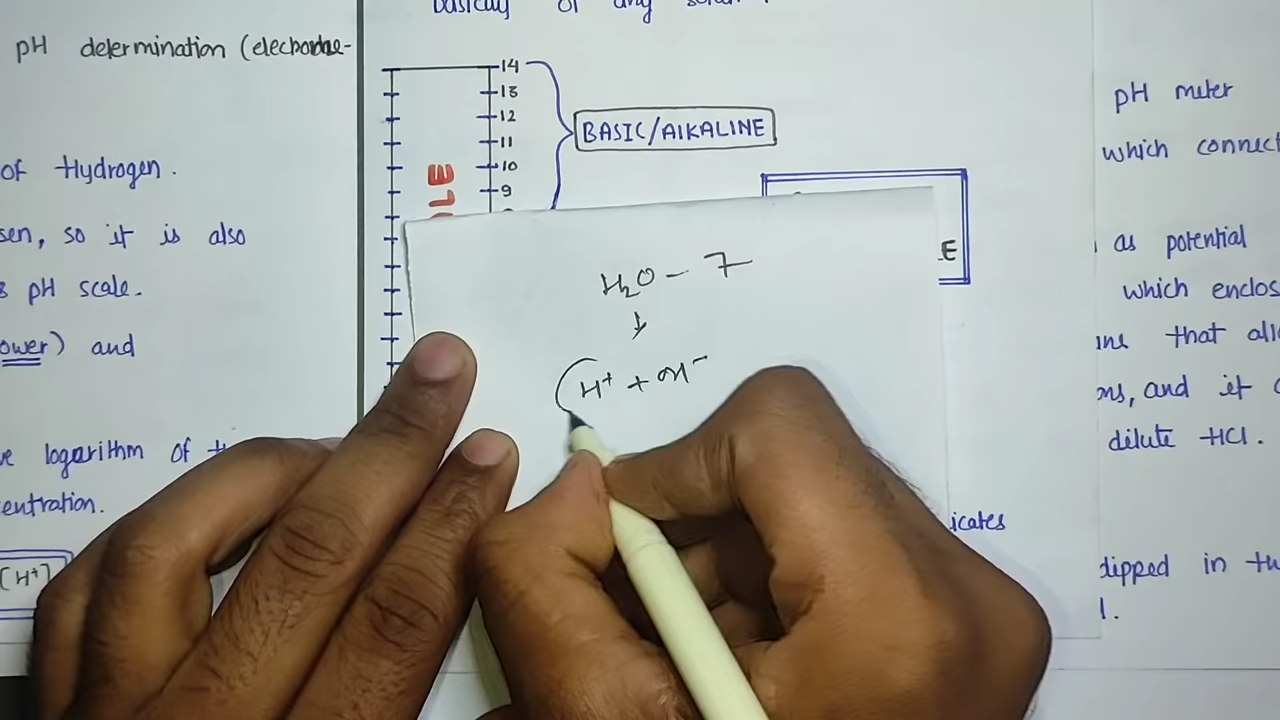 pH determination (electrode-
of Hydrogen.
sen, so it is also
pH scale.
ower) and
ve logarithm of
entration.
[H+]
14
13
12
11
10
9
BASIC/AlKALINE
E
H₂O - 7
↓
(H⁺ + OH⁻
pH meter
which connect
as potential
which enclos
that all
ons, and it
dilute HCl.
icates
dipped in